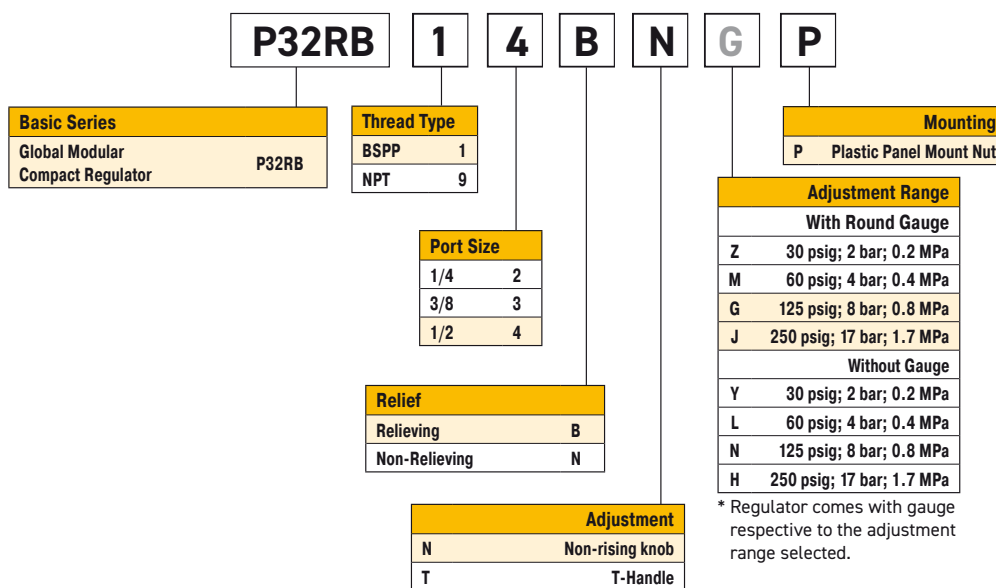 P32RB 1 4 B N G P
Basic Series
Global Modular
Compact Regulator P32RB
Thread Type
BSPP 1
NPT 9
Mounting
P Plastic Panel Mount Nut
Port Size
1/4 2
3/8 3
1/2 4
Adjustment Range
With Round Gauge
Z 30 psig; 2 bar; 0.2 MPa
M 60 psig; 4 bar; 0.4 MPa
G 125 psig; 8 bar; 0.8 MPa
J 250 psig; 17 bar; 1.7 MPa
Without Gauge
Y 30 psig; 2 bar; 0.2 MPa
L 60 psig; 4 bar; 0.4 MPa
N 125 psig; 8 bar; 0.8 MPa
H 250 psig; 17 bar; 1.7 MPa
* Regulator comes with gauge
respective to the adjustment
range selected.
Relief
Relieving B
Non-Relieving N
Adjustment
N Non-rising knob
T T-Handle